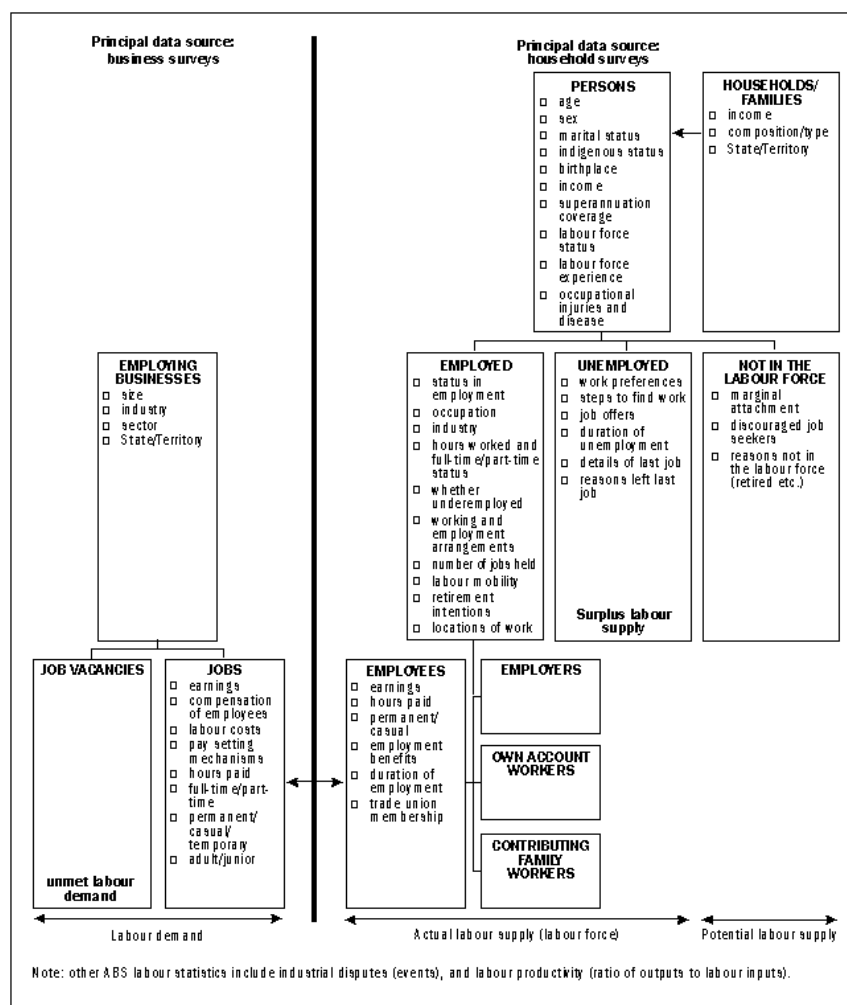 Principal data source:
business surveys
Principal data source:
household surveys
PERSONS
age
sex
marital status
indigenous status
birthplace
income
superannuation
coverage
labour force
status
labour force
experience
occupational
injuries and
disease
HOUSEHOLDS/
FAMILIES
income
composition/type
State/Territory
EMPLOYING
BUSINESSES
size
industry
sector
State/Territory
EMPLOYED
status in
employment
occupation
industry
hours worked and
full-time/part-time
status
whether
underemployed
working and
employment
arrangements
number of jobs held
labour mobility
retirement
intentions
locations of work
UNEMPLOYED
work preferences
steps to find work
job offers
duration of
unemployment
details of last job
reasons left last
job
Surplus labour
supply
NOT IN THE
LABOUR FORCE
marginal
attachment
discouraged job
seekers
reasons not in
the labour force
(retired etc.)
JOB VACANCIES
unmet labour
demand
JOBS
earnings
compensation
of employees
labour costs
pay setting
mechanisms
hours paid
full-time/part-
time
permanent/
casual/
temporary
adult/junior
EMPLOYEES
earnings
hours paid
permanent/
casual
employment
benefits
duration of
employment
trade union
membership
EMPLOYERS
OWN ACCOUNT
WORKERS
CONTRIBUTING
FAMILY
WORKERS
Labour demand
Actual labour supply (labour force)
Potential labour supply
Note: other ABS labour statistics include industrial disputes (events), and labour productivity (ratio of outputs to labour inputs).